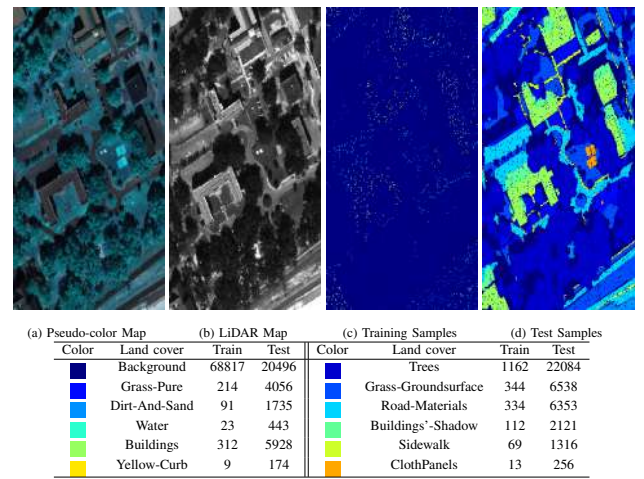 (a) Pseudo-color Map (b) LiDAR Map (c) Training Samples (d) Test Samples
Color Land cover Train Test Color Land cover Train Test
Background 68817 20496 Trees 1162 22084
Grass-Pure 214 4056 Grass-Groundsurface 344 6538
Dirt-And-Sand 91 1735 Road-Materials 334 6353
Water 23 443 Buildings'-Shadow 112 2121
Buildings 312 5928 Sidewalk 69 1316
Yellow-Curb 9 174 ClothPanels 13 256